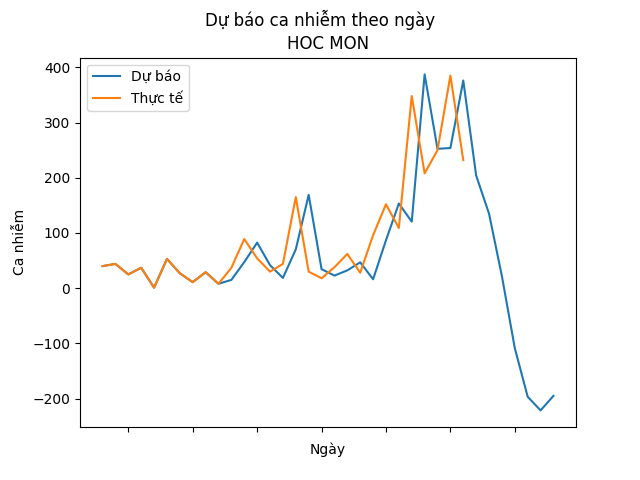 Dự báo ca nhiễm theo ngày
HOC MON
Dự báo
Thực tế
Ca nhiễm
400
300
200
100
0
−100
−200
Ngày